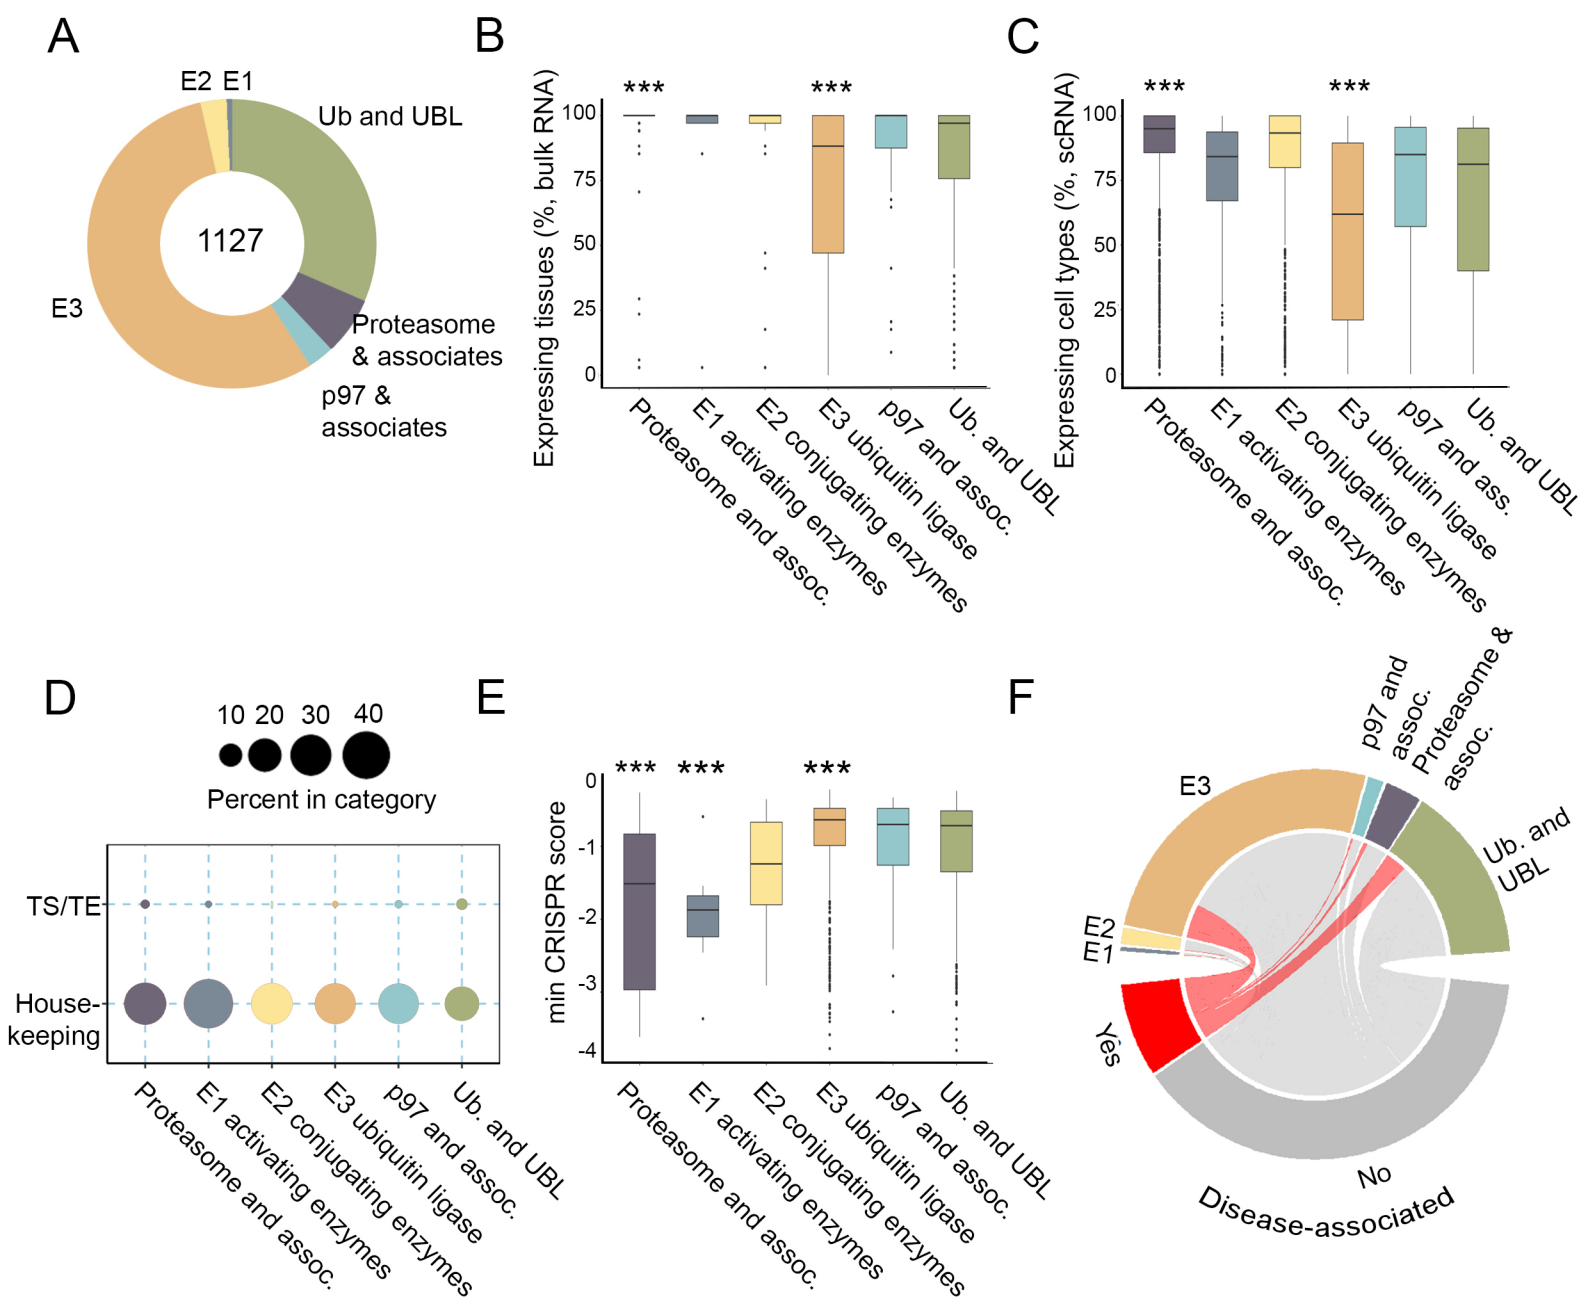 A
E2 E1
Ub and UBL
1127
E3
Proteasome
& associates
p97 &
associates
B
Expressing tissues (%, bulk RNA)
100
75
50
25
0
*** ***
Proteasome and assoc.
E1 activating enzymes
E2 conjugating enzymes
E3 ubiquitin ligase
p97 and assoc.
Ub. and UBL
C
Expressing cell types (%, scRNA)
100
75
50
25
0
*** ***
Proteasome and assoc.
E1 activating enzymes
E2 conjugating enzymes
E3 ubiquitin ligase
p97 and ass.
Ub. and UBL
D
10 20 30 40
Percent in category
TS/TE
House-
keeping
Proteasome and assoc.
E1 activating enzymes
E2 conjugating enzymes
E3 ubiquitin ligase
p97 and assoc.
Ub. and UBL
E
min CRISPR score
0
-1
-2
-3
-4
*** *** ***
Proteasome and assoc.
E1 activating enzymes
E2 conjugating enzymes
E3 ubiquitin ligase
p97 and assoc.
Ub. and UBL
F
E3
p97 and
assoc.
Proteasome &
assoc.
Ub. and
UBL
E2
E1
Yes
No
Disease-associated